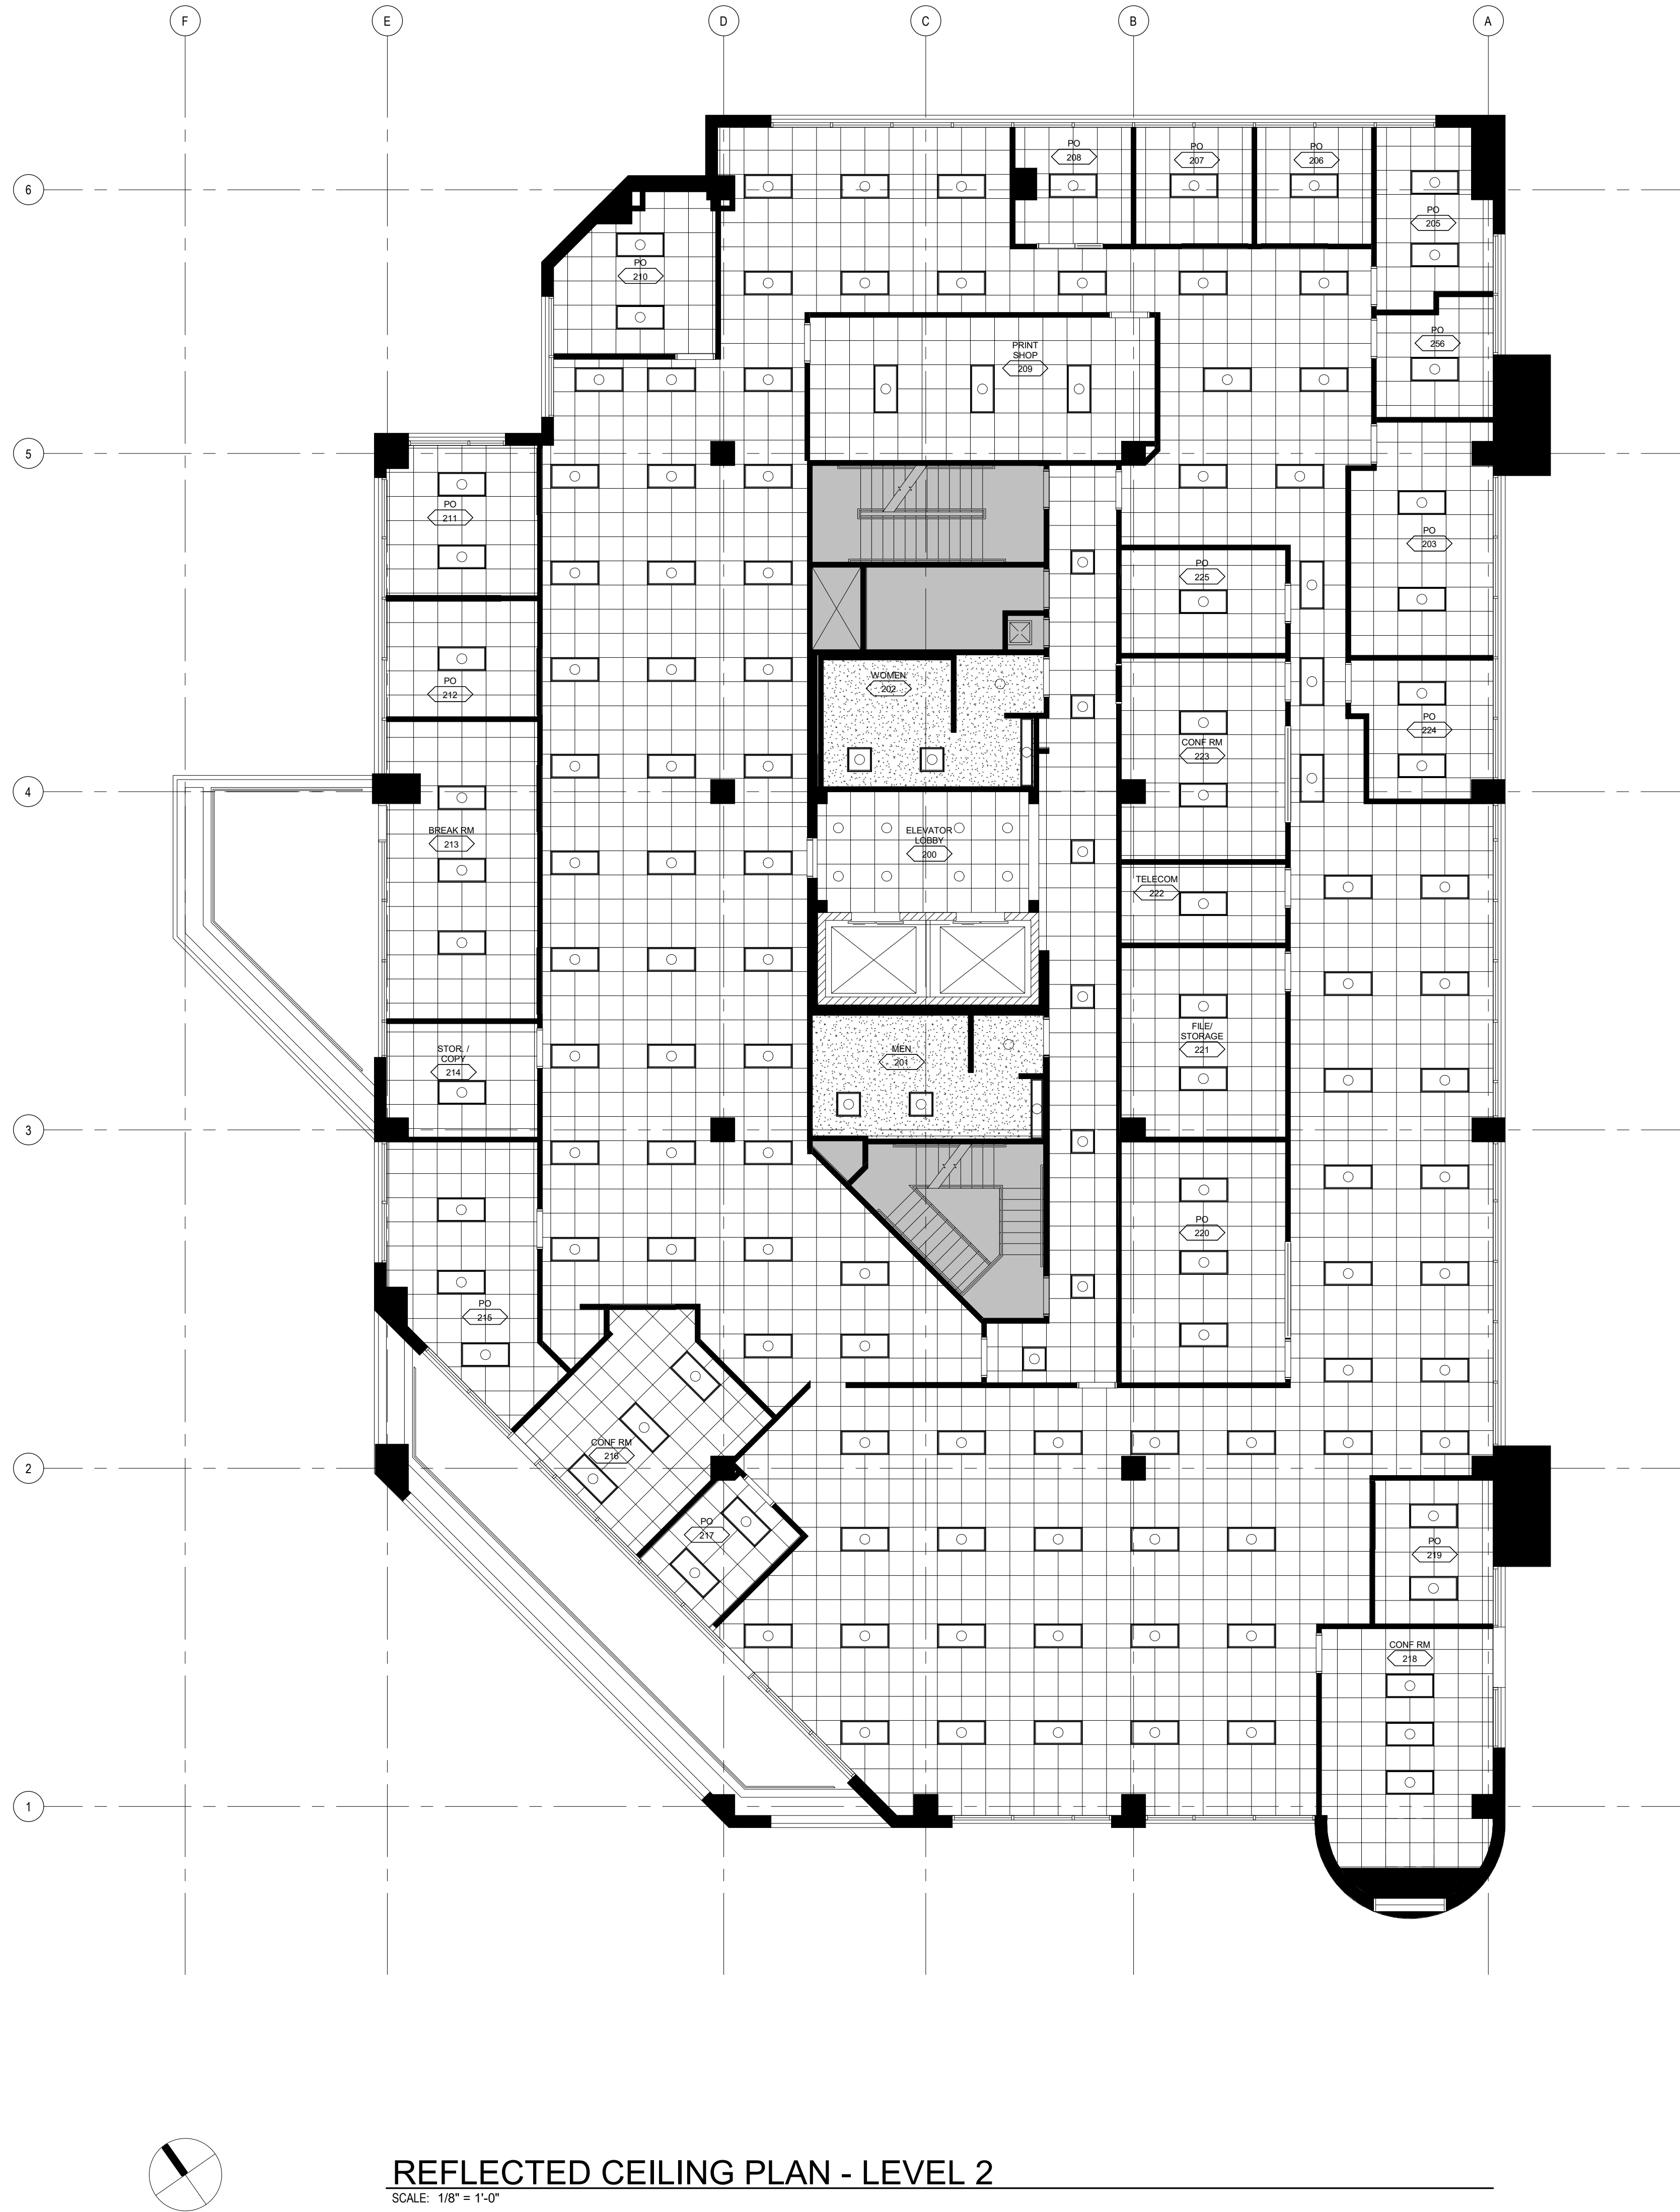 F
E
D
C
B
A
6
5
4
3
2
1
PO
208
PO
207
PO
206
PO
205
PO
210
PO
256
PRINT
SHOP
209
PO
211
PO
203
PO
225
PO
212
WOMEN
202
PO
224
CONF RM
223
BREAK RM
213
ELEVATOR
LOBBY
200
TELECOM
222
FILE/
STORAGE
221
STOR. /
COPY
214
MEN
201
PO
220
PO
215
CONF RM
216
PO
217
PO
219
CONF RM
218
REFLECTED CEILING PLAN - LEVEL 2
SCALE: 1/8" = 1'-0"